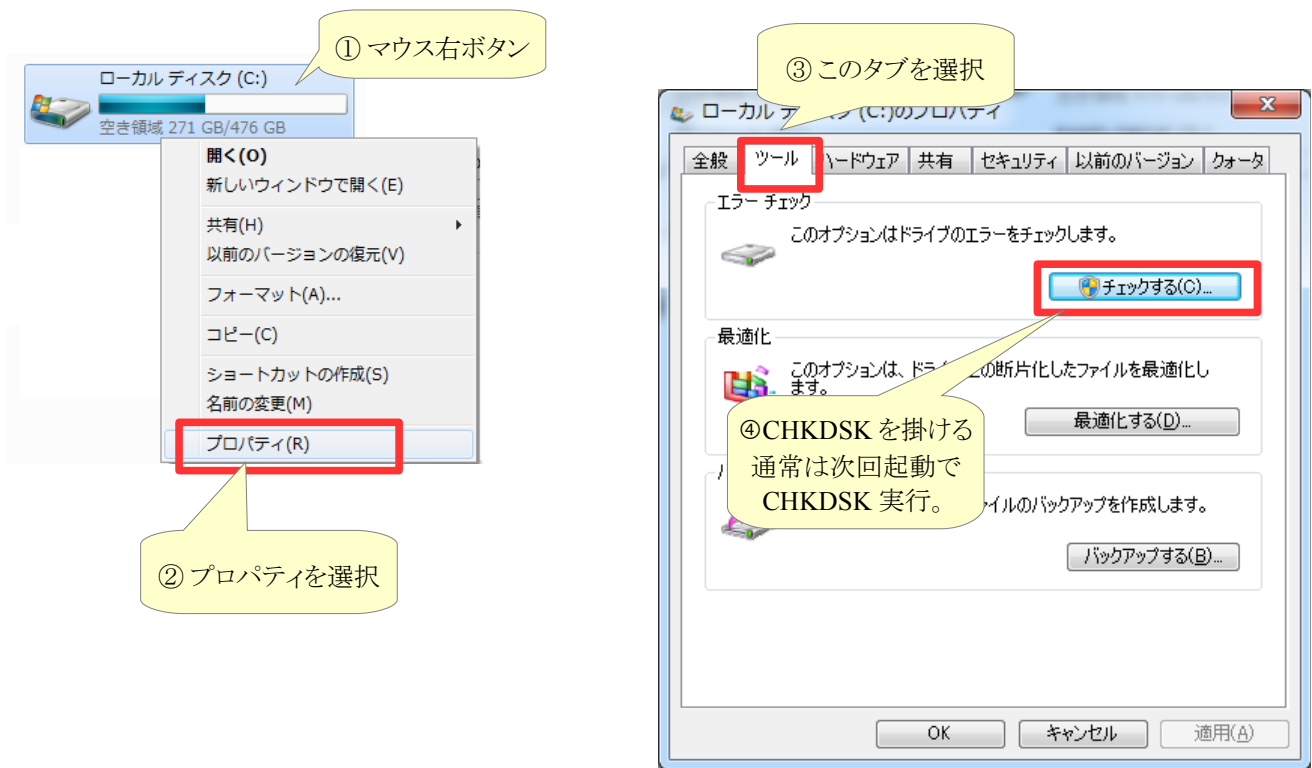 ① マウス右ボタン
ローカル ディスク (C:)
空き領域 271 GB/476 GB
開く(O)
新しいウィンドウで開く(E)
共有(H)
以前のバージョンの復元(V)
フォーマット(A)...
コピー(C)
ショートカットの作成(S)
名前の変更(M)
プロパティ(R)
② プロパティを選択
③ このタブを選択
ローカル ディスク (C:)のプロパティ
全般 ツール ハードウェア 共有 セキュリティ 以前のバージョン クォータ
エラー チェック
このオプションはドライブのエラーをチェックします。
チェックする(C)...
最適化
このオプションは、ドライ 上の断片化したファイルを最適化し
ます。
最適化する(D)...
④CHKDSK を掛ける
通常は次回起動で
CHKDSK 実行。
イルのバックアップを作成します。
バックアップする(B)...
OK キャンセル 適用(A)